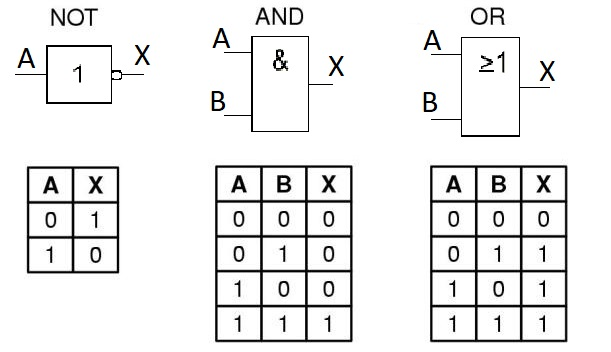 NOT AND OR
A 1 X
A B & X
A B ≥1 X
A X
0 1
1 0
A B X
0 0 0
0 1 0
1 0 0
1 1 1
A B X
0 0 0
0 1 1
1 0 1
1 1 1